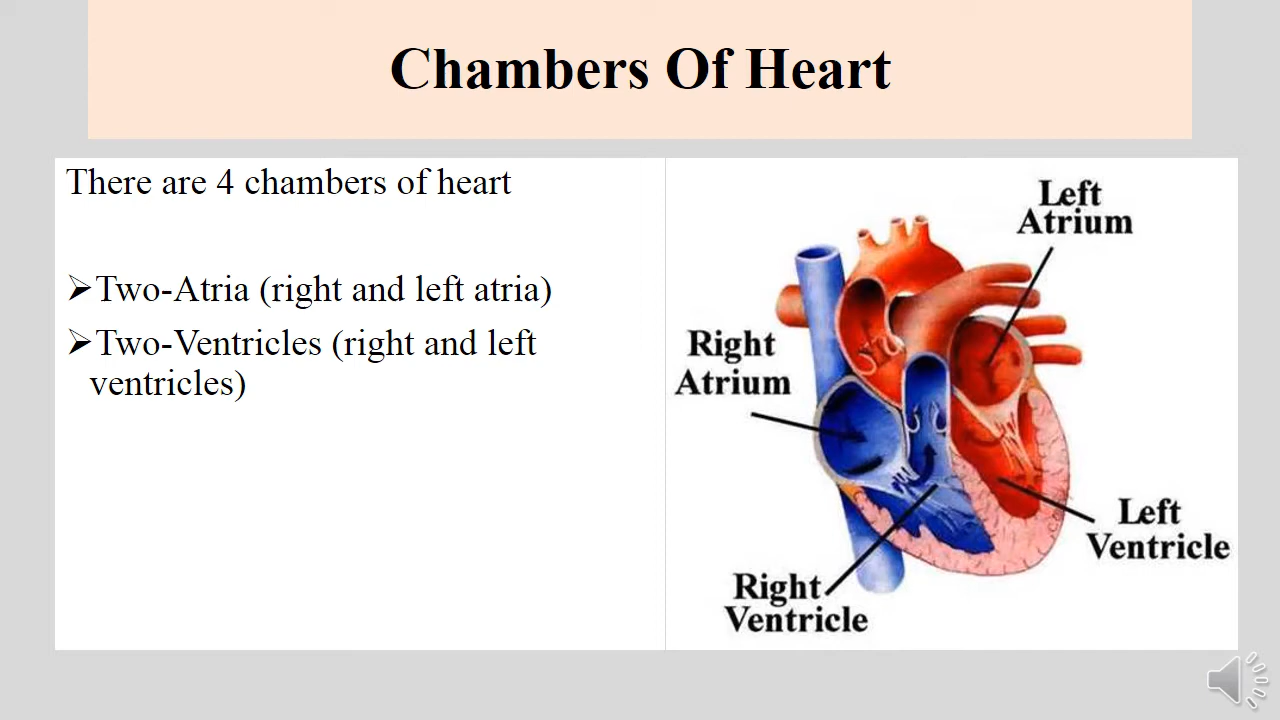 Chambers Of Heart
There are 4 chambers of heart
➢Two-Atria (right and left atria)
➢Two-Ventricles (right and left
ventricles)
Left
Atrium
Right
Atrium
Left
Ventricle
Right
Ventricle